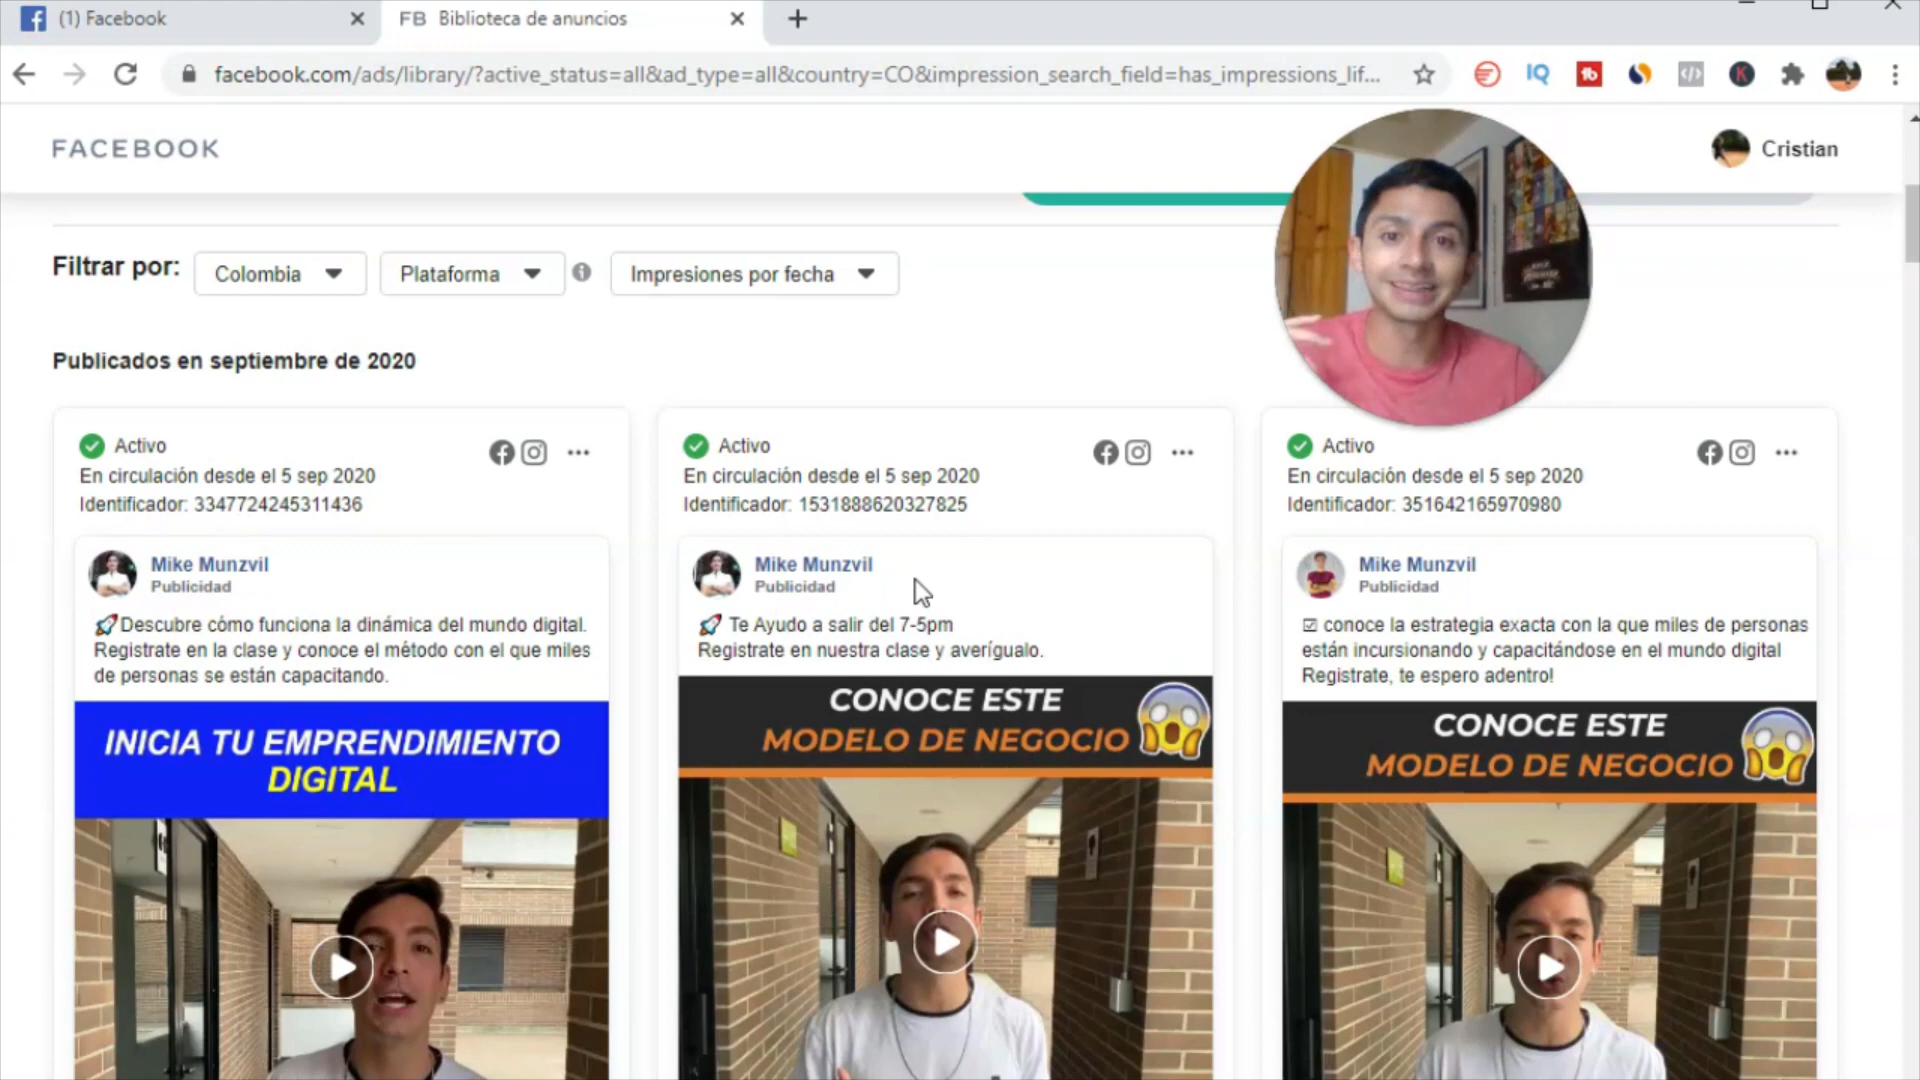 (1) Facebook
FB Biblioteca de anuncios
facebook.com/ads/library/?active_status=all&ad_type=all&country=CO&impression_search_field=has_impressions_lif...
FACEBOOK
Cristian
Filtrar por:
Colombia
Plataforma
Impresiones por fecha
Publicados en septiembre de 2020
Activo
En circulación desde el 5 sep 2020
Identificador: 3347724245311436
Mike Munzvil
Publicidad
🚀Descubre cómo funciona la dinámica del mundo digital.
Registrate en la clase y conoce el método con el que miles
de personas se están capacitando.
INICIA TU EMPRENDIMIENTO
DIGITAL
Activo
En circulación desde el 5 sep 2020
Identificador: 1531888620327825
Mike Munzvil
Publicidad
🚀 Te Ayudo a salir del 7-5pm
Registrate en nuestra clase y averígualo.
CONOCE ESTE
MODELO DE NEGOCIO
Activo
En circulación desde el 5 sep 2020
Identificador: 351642165970980
Mike Munzvil
Publicidad
☑ conoce la estrategia exacta con la que miles de personas
están incursionando y capacitándose en el mundo digital
Registrate, te espero adentro!
CONOCE ESTE
MODELO DE NEGOCIO